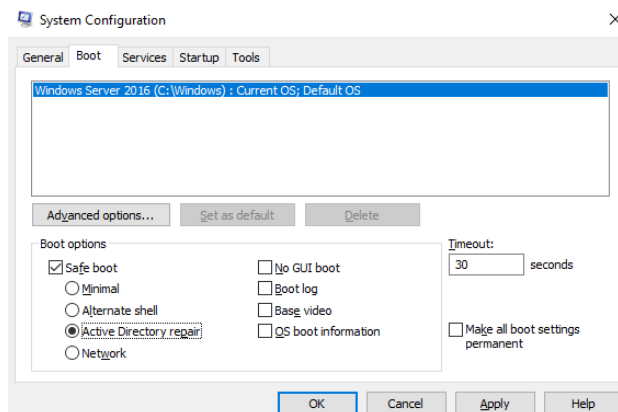 System Configuration
General Boot Services Startup Tools
Windows Server 2016 (C:\Windows) : Current OS; Default OS
Advanced options... Set as default Delete
Boot options
Timeout:
Safe boot No GUI boot 30 seconds
Minimal Boot log
Alternate shell Base video
Active Directory repair OS boot information Make all boot settings
permanent
Network
OK Cancel Apply Help